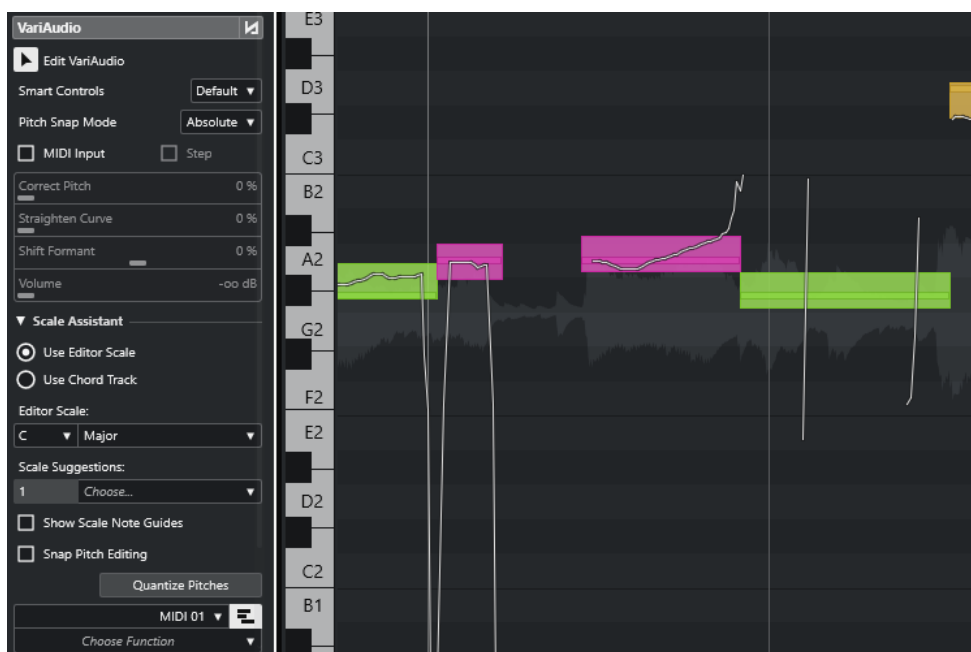 VariAudio
Edit VariAudio
Smart Controls Default
Pitch Snap Mode Absolute
MIDI Input Step
Correct Pitch 0 %
Straighten Curve 0 %
Shift Formant 0 %
Volume -oo dB
Scale Assistant
Use Editor Scale
Use Chord Track
Editor Scale:
C Major
Scale Suggestions:
1 Choose...
Show Scale Note Guides
Snap Pitch Editing
Quantize Pitches
MIDI 01
Choose Function
E3
D3
C3
B2
A2
G2
F2
E2
D2
C2
B1